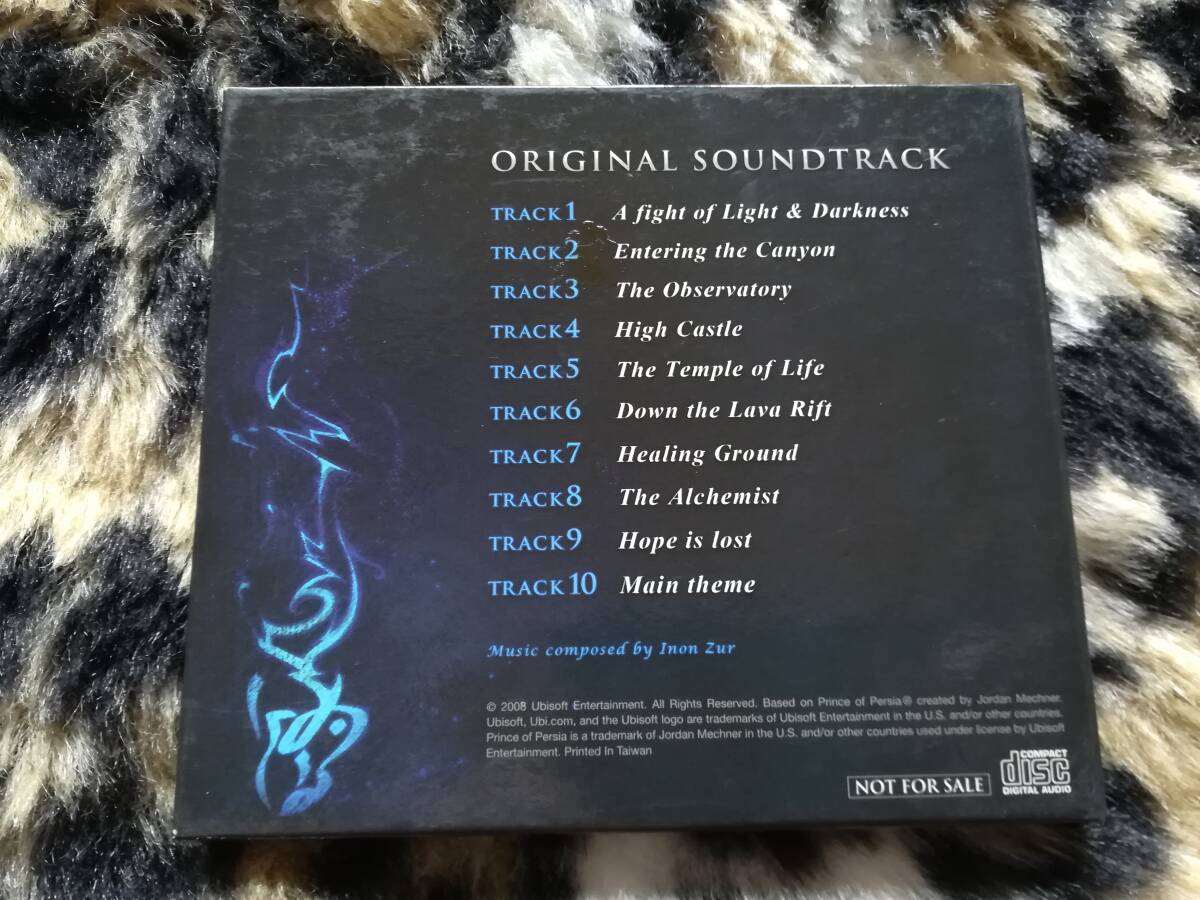 ORIGINAL SOUNDTRACK
TRACK1 A fight of Light & Darkness
TRACK2 Entering the Canyon
TRACK3 The Observatory
TRACK4 High Castle
TRACK5 The Temple of Life
TRACK6 Down the Lava Rift
TRACK7 Healing Ground
TRACK8 The Alchemist
TRACK9 Hope is lost
TRACK10 Main theme
Music composed by Inon Zur
© 2008 Ubisoft Entertainment. All Rights Reserved. Based on Prince of Persia® created by Jordan Mechner.
Ubisoft, Ubi.com, and the Ubisoft logo are trademarks of Ubisoft Entertainment in the U.S. and/or other countries.
Prince of Persia is a trademark of Jordan Mechner in the U.S. and/or other countries used under license by Ubisoft
Entertainment. Printed In Taiwan
NOT FOR SALE
COMPACT
disc
DIGITAL AUDIO